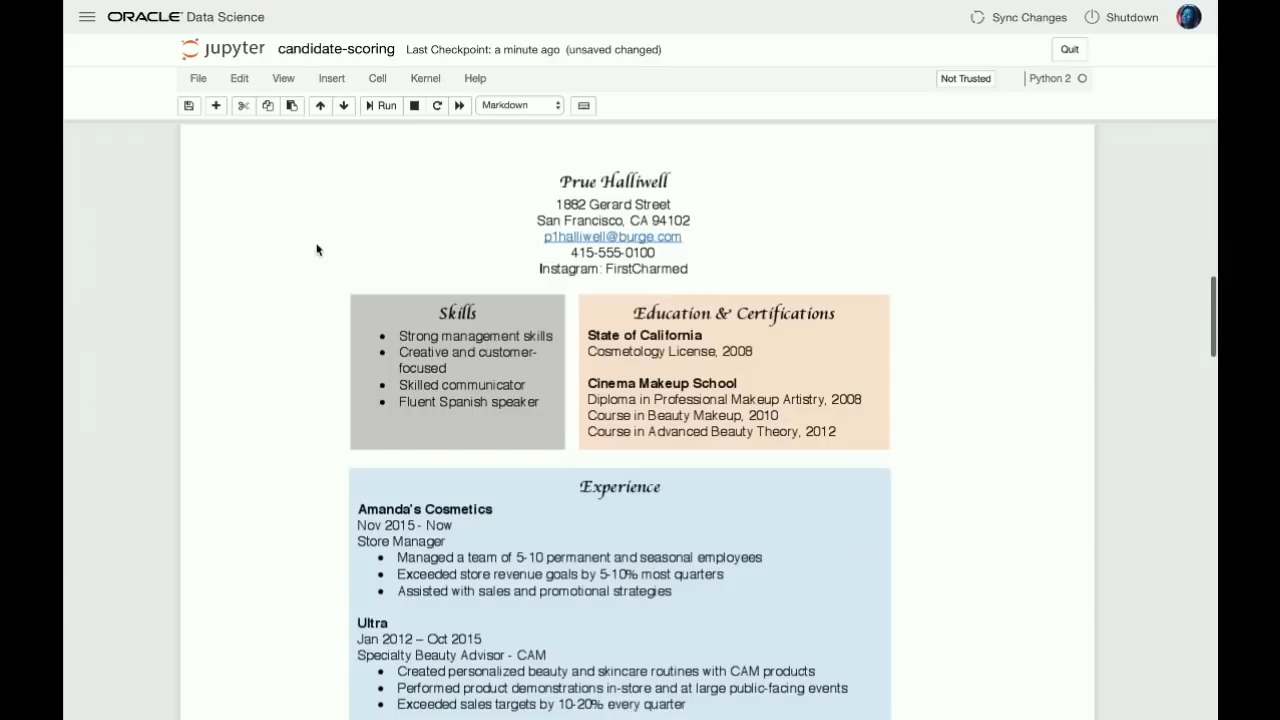 ORACLE Data Science Sync Changes Shutdown
jupyter candidate-scoring Last Checkpoint: a minute ago (unsaved changed) Quit
File Edit View Insert Cell Kernel Help Not Trusted Python 2
Run Markdown
Prue Halliwell
1882 Gerard Street
San Francisco, CA 94102
p1halliwell@burge.com
415-555-0100
Instagram: FirstCharmed
Skills
• Strong management skills
• Creative and customer-
focused
• Skilled communicator
• Fluent Spanish speaker
Education & Certifications
State of California
Cosmetology License, 2008
Cinema Makeup School
Diploma in Professional Makeup Artistry, 2008
Course in Beauty Makeup, 2010
Course in Advanced Beauty Theory, 2012
Experience
Amanda's Cosmetics
Nov 2015 - Now
Store Manager
• Managed a team of 5-10 permanent and seasonal employees
• Exceeded store revenue goals by 5-10% most quarters
• Assisted with sales and promotional strategies
Ultra
Jan 2012 – Oct 2015
Specialty Beauty Advisor - CAM
• Created personalized beauty and skincare routines with CAM products
• Performed product demonstrations in-store and at large public-facing events
• Exceeded sales targets by 10-20% every quarter